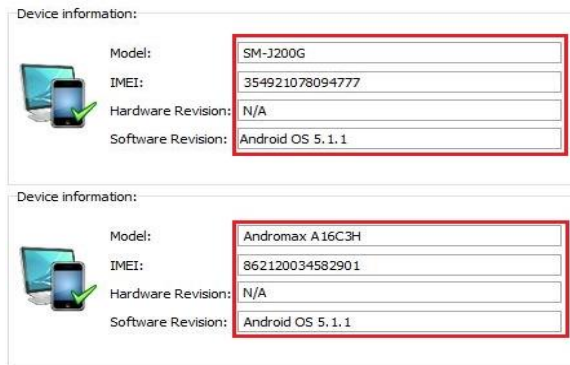 Device information:
Model: SM-J200G
IMEI: 354921078094777
Hardware Revision: N/A
Software Revision: Android OS 5.1.1
Device information:
Model: Andromax A16C3H
IMEI: 862120034582901
Hardware Revision: N/A
Software Revision: Android OS 5.1.1